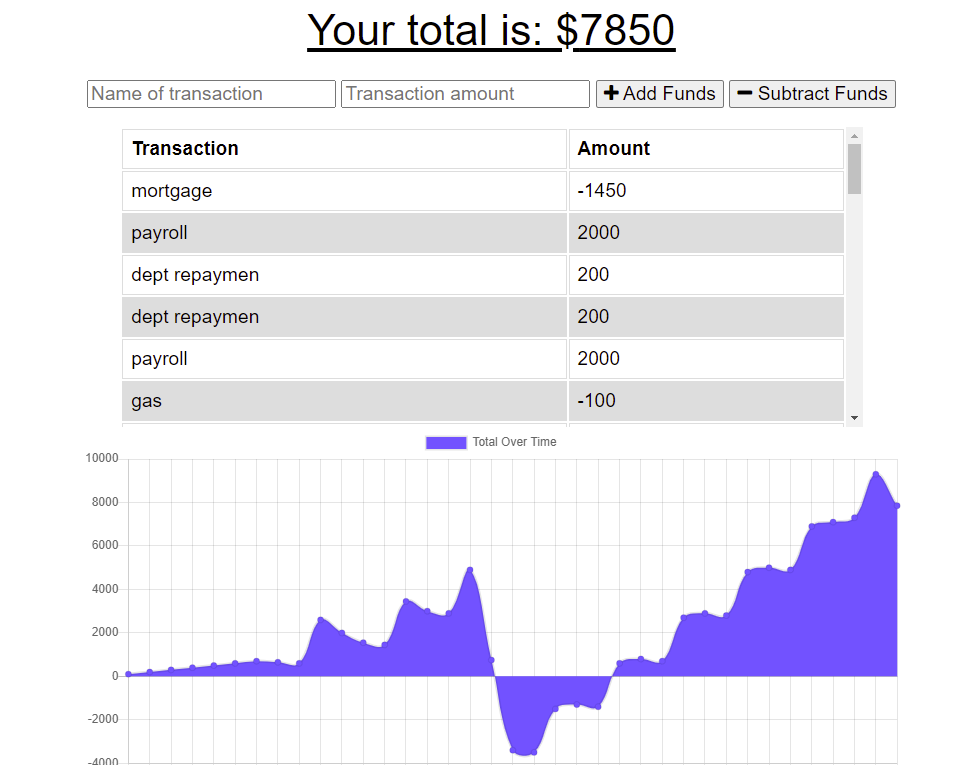 Your total is: $7850
Name of transaction Transaction amount Add Funds Subtract Funds
Transaction Amount
mortgage -1450
payroll 2000
dept repaymen 200
dept repaymen 200
payroll 2000
gas -100
Total Over Time
10000
8000
6000
4000
2000
0
-2000
-4000